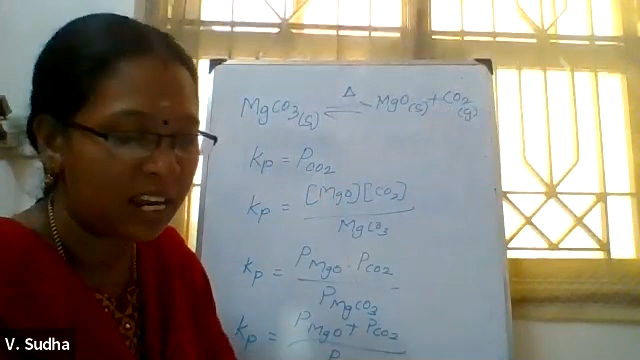 MgCO3(s) ⇌ Δ MgO(s) + CO2(g)
Kp = PCO2
Kp = [MgO][CO2] / MgCO3
Kp = PMgO . PCO2 / PMgCO3
Kp = PMgO + PCO2 / P
V. Sudha